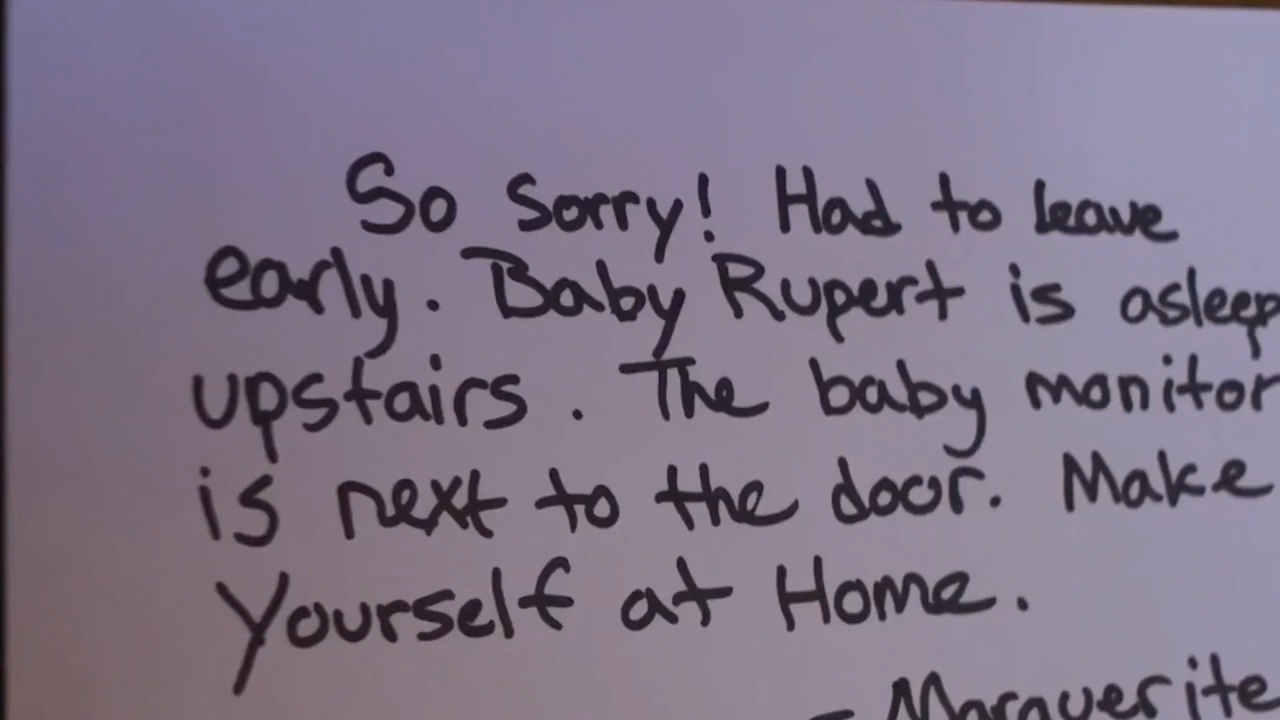 So Sorry! Had to leave
early. Baby Rupert is asleep
upstairs. The baby monitor
is next to the door. Make
Yourself at Home.
- Marguerite